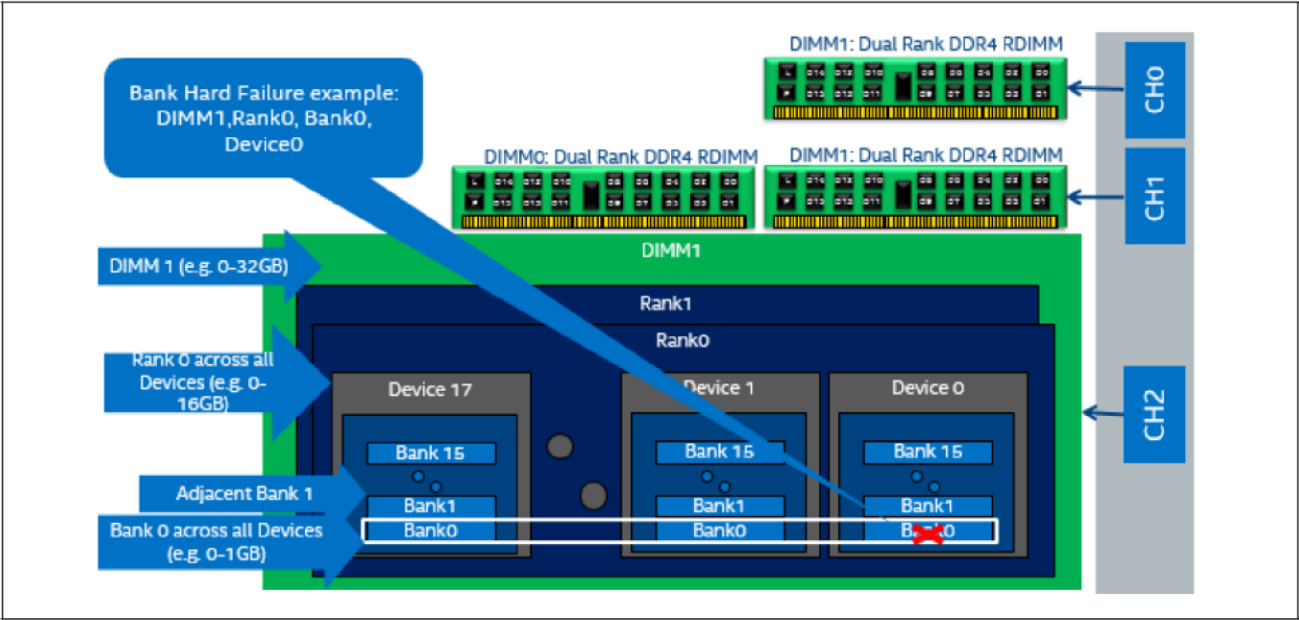 DIMM1: Dual Rank DDR4 RDIMM
CH0
Bank Hard Failure example:
DIMM1,Rank0, Bank0,
Device0
DIMM0: Dual Rank DDR4 RDIMM
DIMM1: Dual Rank DDR4 RDIMM
CH1
DIMM1
DIMM 1 (e.g. 0-32GB)
Rank1
Rank0
Rank 0 across all
Devices (e.g. 0-
16GB)
Device 17
Device 1
Device 0
CH2
Bank 15
Bank 15
Bank 15
Adjacent Bank 1
Bank1
Bank1
Bank1
Bank 0 across all Devices
(e.g. 0-1GB)
Bank0
Bank0
Bank0